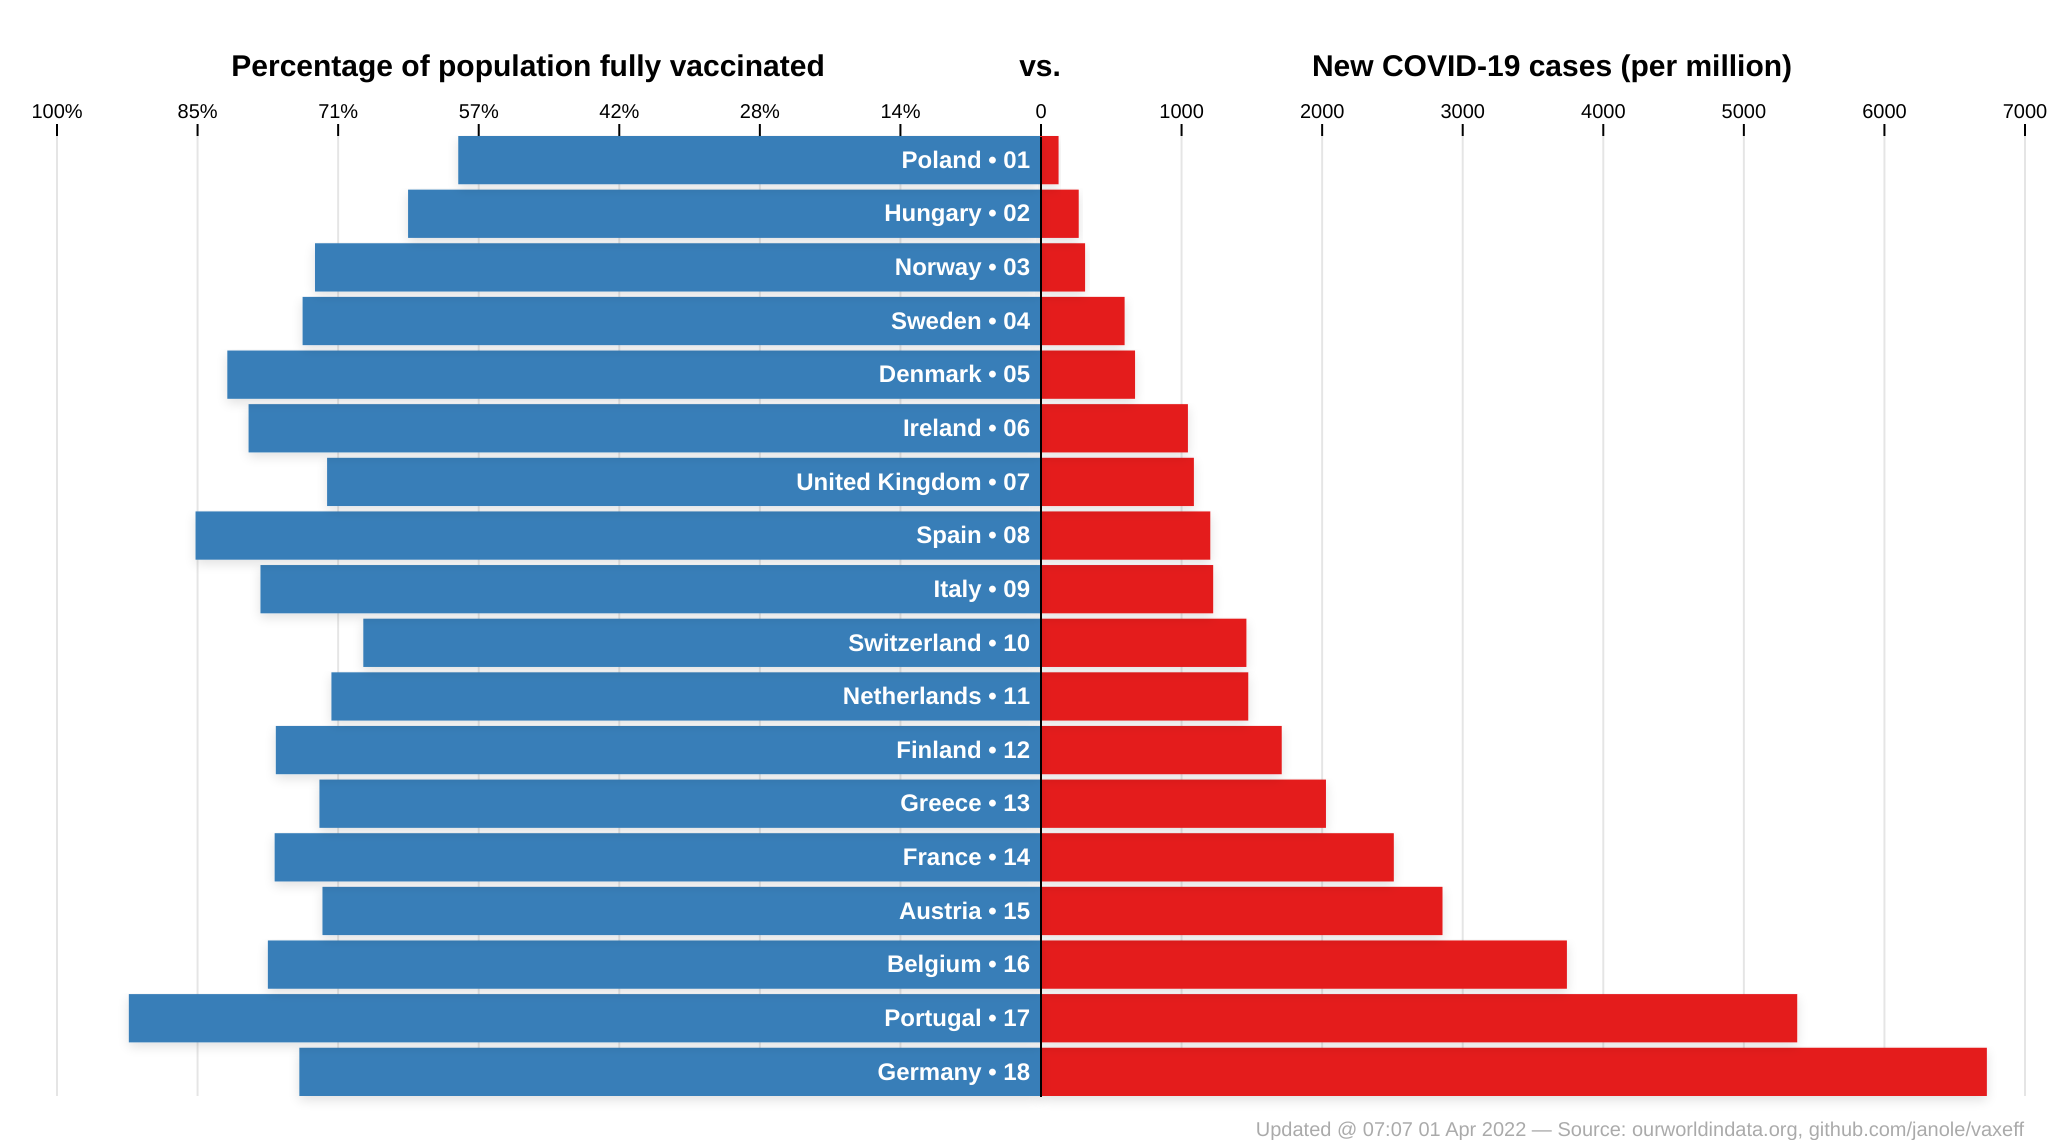 Percentage of population fully vaccinated vs. New COVID-19 cases (per million)
100% 85% 71% 57% 42% 28% 14% 0 1000 2000 3000 4000 5000 6000 7000
Poland • 01
Hungary • 02
Norway • 03
Sweden • 04
Denmark • 05
Ireland • 06
United Kingdom • 07
Spain • 08
Italy • 09
Switzerland • 10
Netherlands • 11
Finland • 12
Greece • 13
France • 14
Austria • 15
Belgium • 16
Portugal • 17
Germany • 18
Updated @ 07:07 01 Apr 2022 — Source: ourworldindata.org, github.com/janole/vaxeff